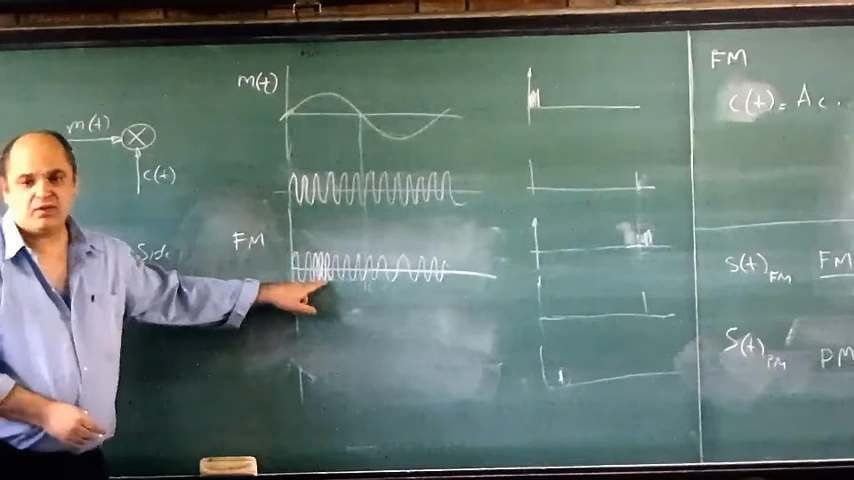 m(t)
m(t)
c(t)
FM
FM
c(t) = Ac .
S(t)FM FM
S(t)PM PM